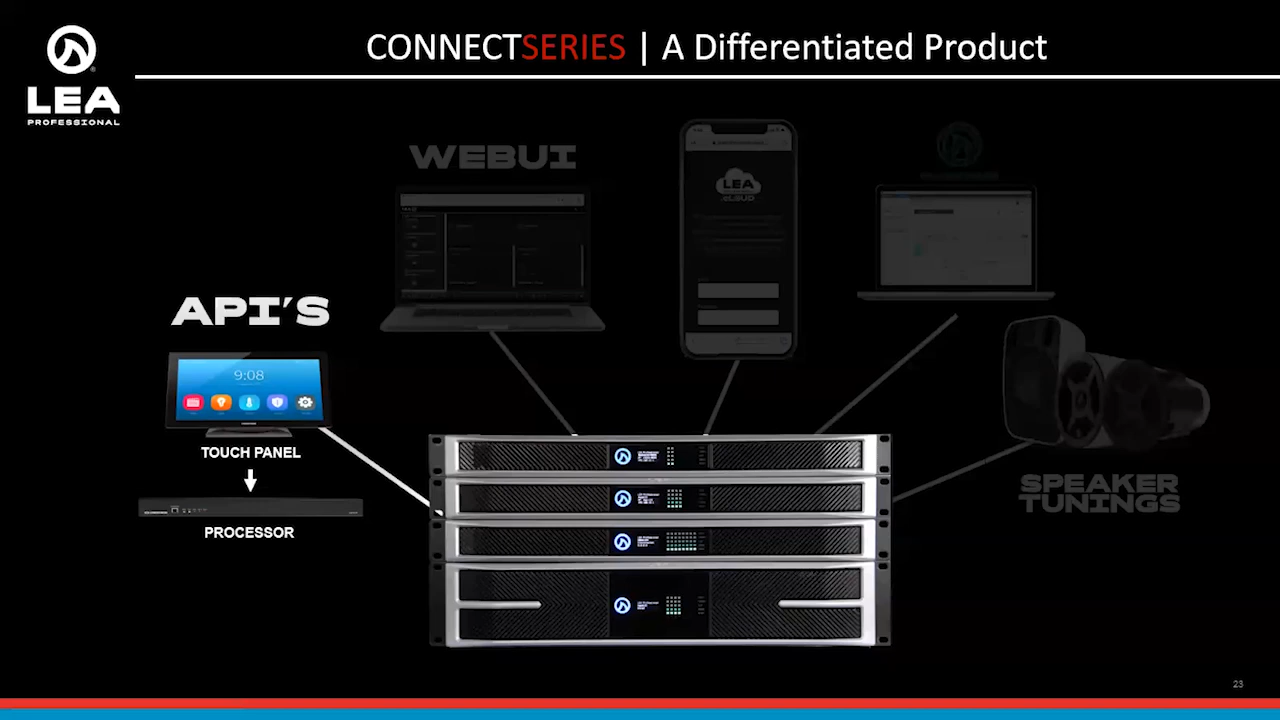 CONNECTSERIES | A Differentiated Product
LEA
PROFESSIONAL
WEBUI
LEA
CLOUD
API'S
9:08
TOUCH PANEL
PROCESSOR
SPEAKER
TUNINGS
23